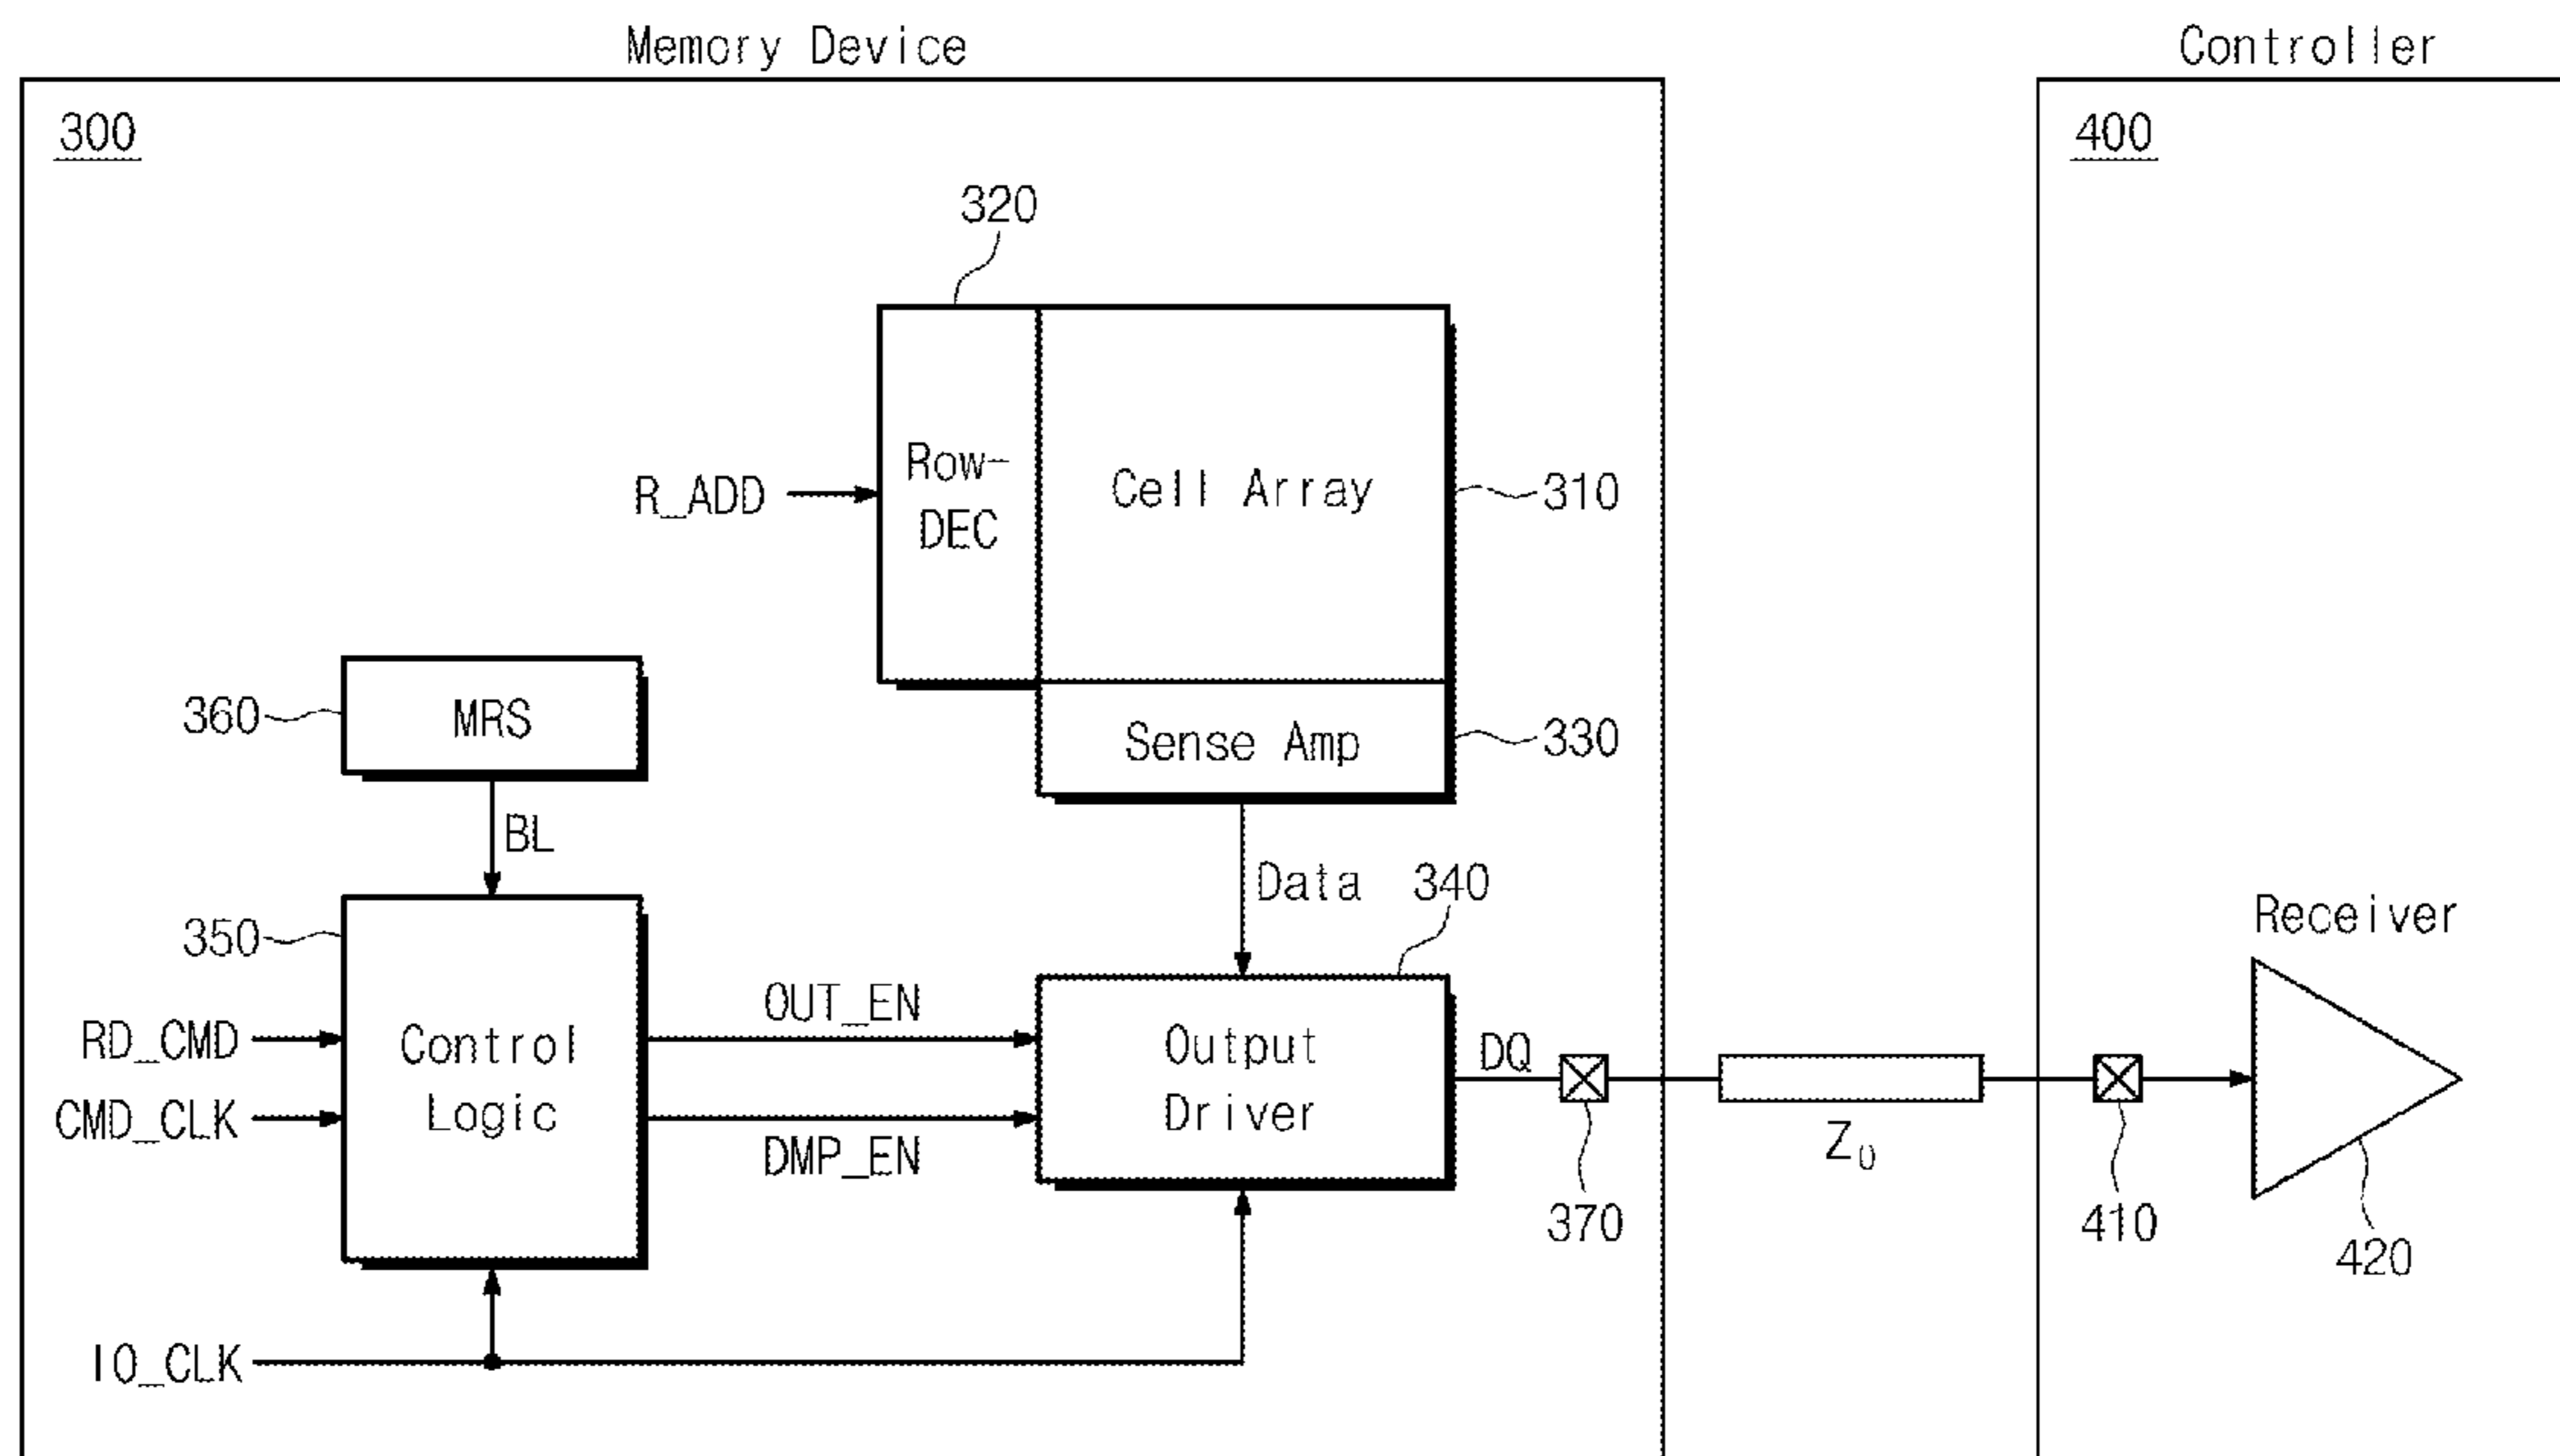 Memory Device
Controller
300
400
320
Row-
DEC
Cell Array
R_ADD
310
360
MRS
Sense Amp
330
BL
Data
340
350
Receiver
RD_CMD
CMD_CLK
Control
Logic
OUT_EN
DMP_EN
Output
Driver
DQ
Z0
370
410
420
IO_CLK